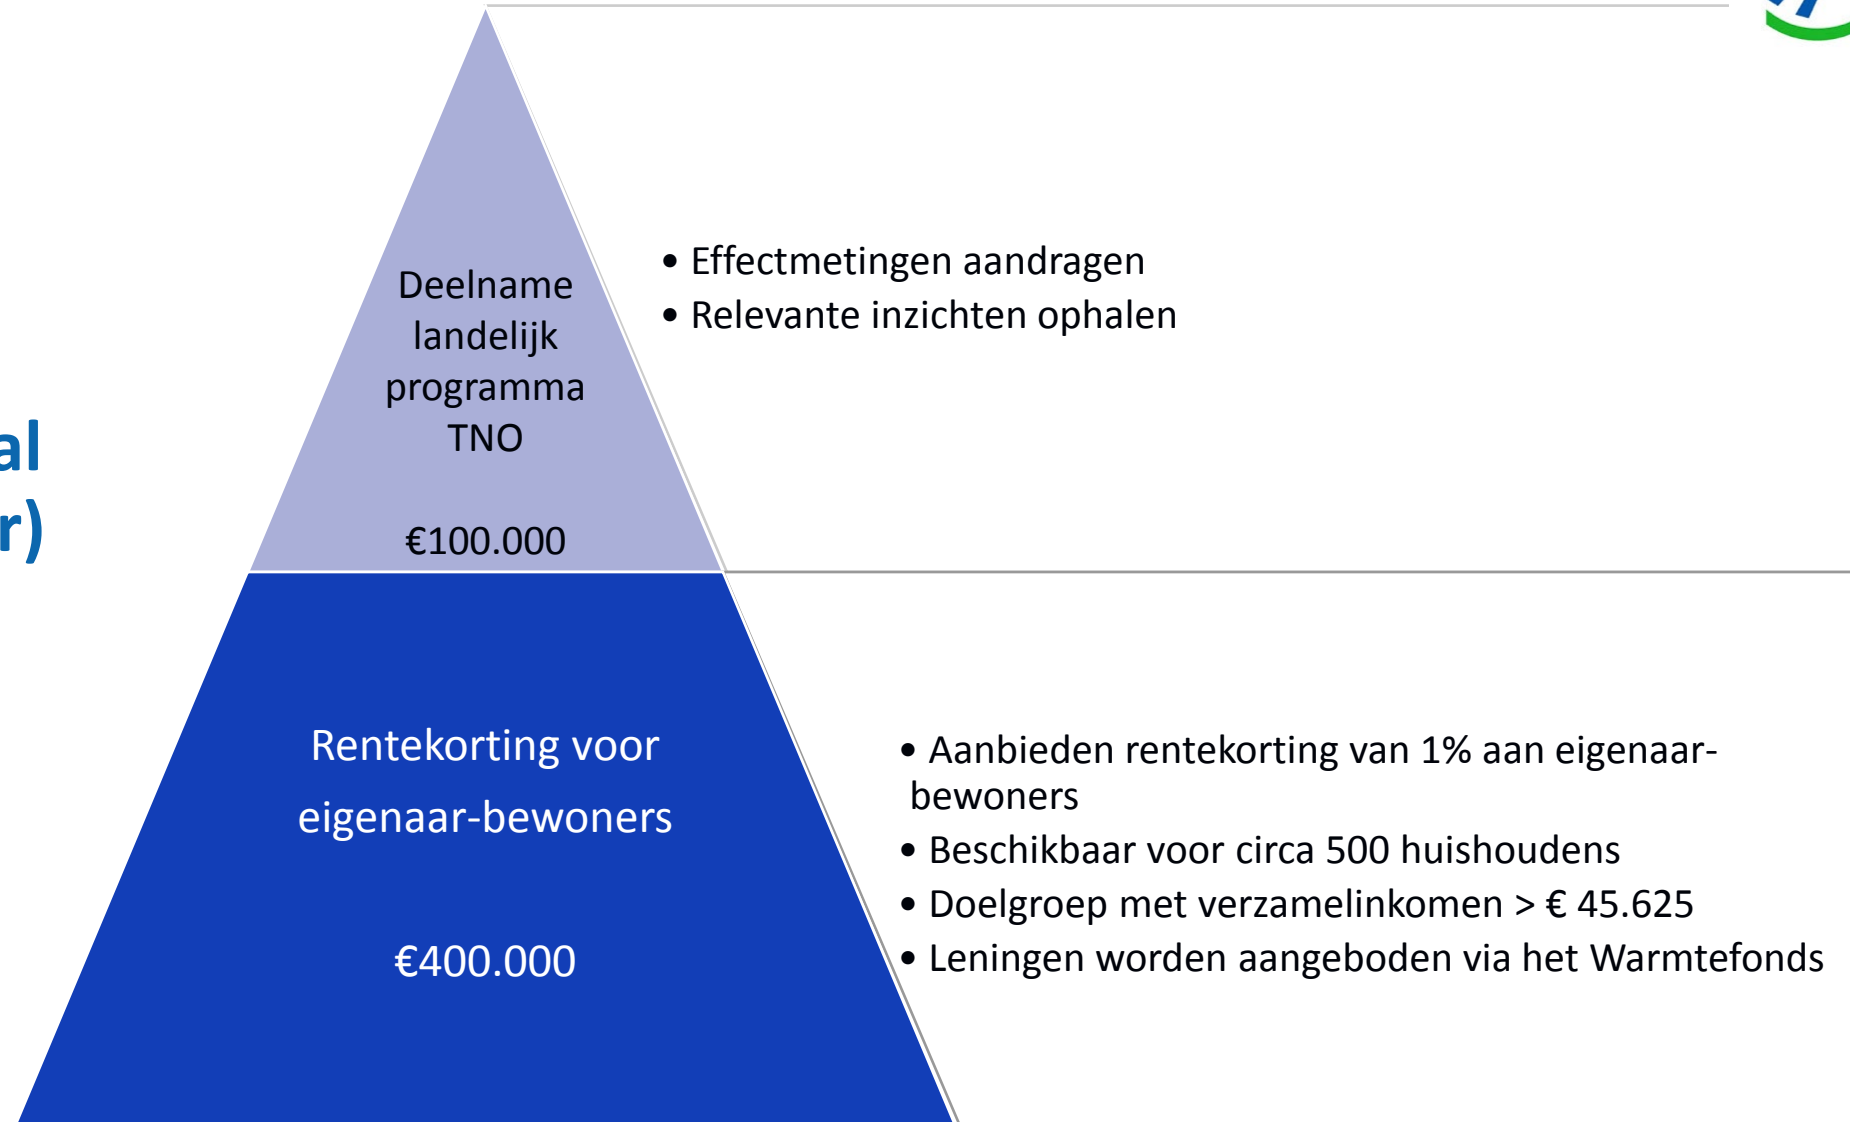 al
r)
Deelname
landelijk
programma
TNO
€100.000
• Effectmetingen aandragen
• Relevante inzichten ophalen
Rentekorting voor
eigenaar-bewoners
€400.000
• Aanbieden rentekorting van 1% aan eigenaar-
bewoners
• Beschikbaar voor circa 500 huishoudens
• Doelgroep met verzamelinkomen > € 45.625
• Leningen worden aangeboden via het Warmtefonds